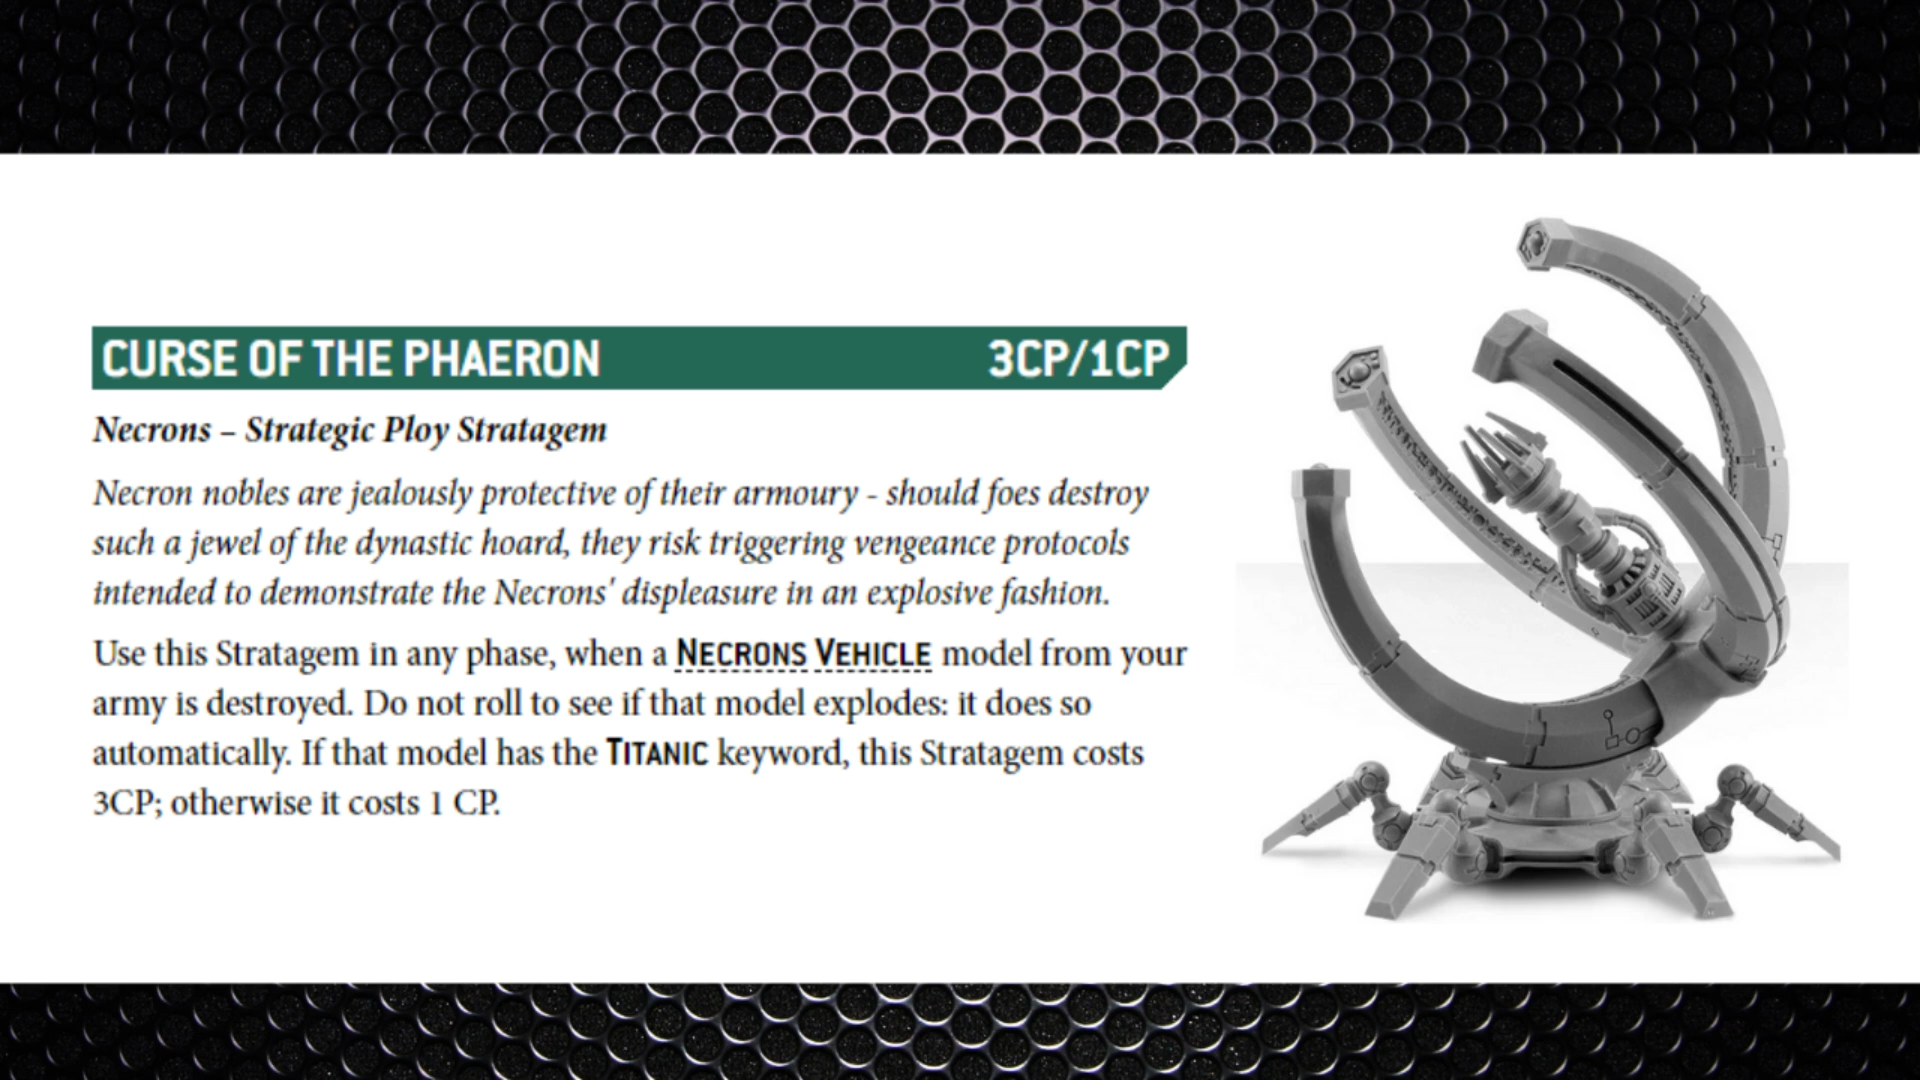 CURSE OF THE PHAERON 3CP/1CP
Necrons – Strategic Ploy Stratagem
Necron nobles are jealously protective of their armoury - should foes destroy
such a jewel of the dynastic hoard, they risk triggering vengeance protocols
intended to demonstrate the Necrons' displeasure in an explosive fashion.
Use this Stratagem in any phase, when a NECRONS VEHICLE model from your
army is destroyed. Do not roll to see if that model explodes: it does so
automatically. If that model has the TITANIC keyword, this Stratagem costs
3CP; otherwise it costs 1 CP.